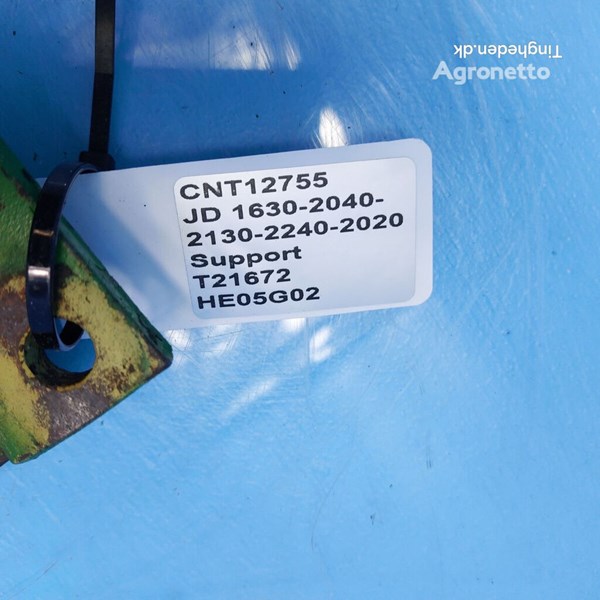 Tingheden.dk
Agronetto
CNT12755
JD 1630-2040-
2130-2240-2020
Support
T21672
HE05G02